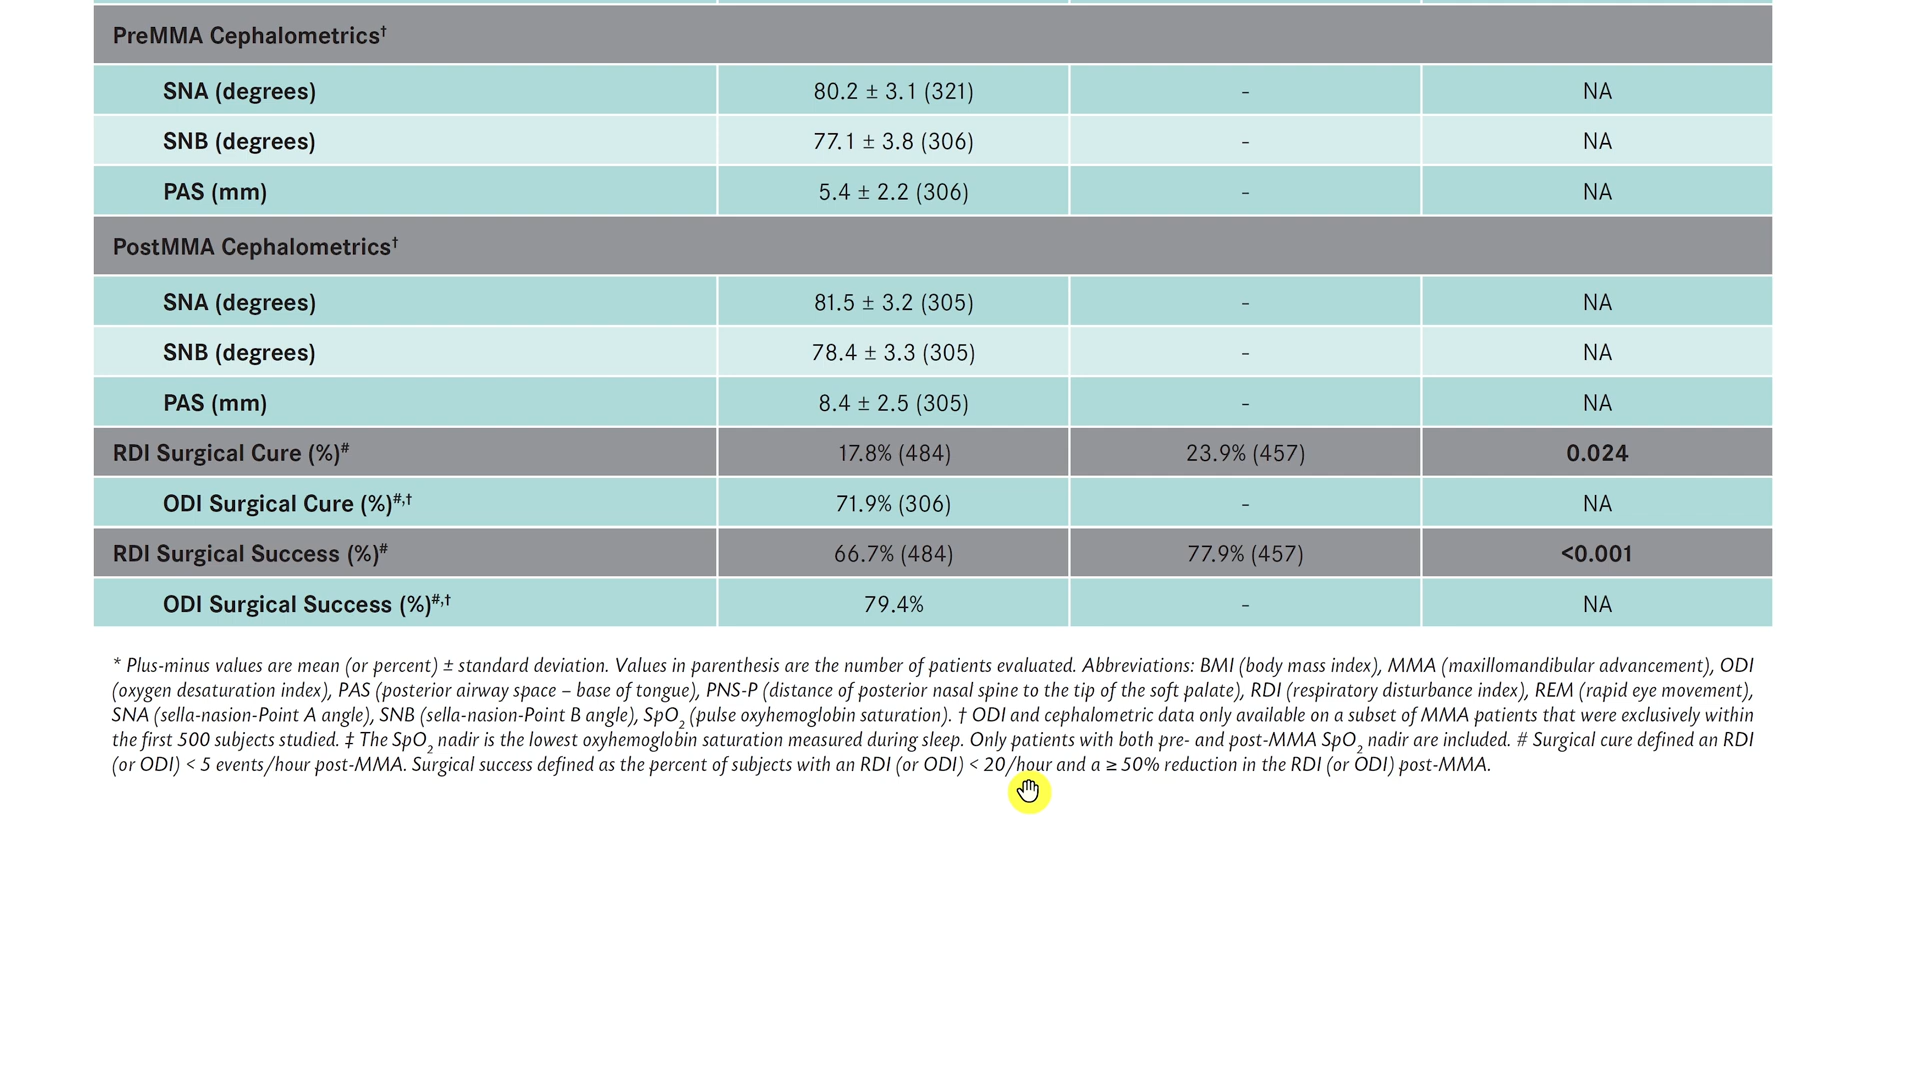 PreMMA Cephalometrics†
SNA (degrees) 80.2 ± 3.1 (321) - NA
SNB (degrees) 77.1 ± 3.8 (306) - NA
PAS (mm) 5.4 ± 2.2 (306) - NA
PostMMA Cephalometrics†
SNA (degrees) 81.5 ± 3.2 (305) - NA
SNB (degrees) 78.4 ± 3.3 (305) - NA
PAS (mm) 8.4 ± 2.5 (305) - NA
RDI Surgical Cure (%)# 17.8% (484) 23.9% (457) 0.024
ODI Surgical Cure (%)#,† 71.9% (306) - NA
RDI Surgical Success (%)# 66.7% (484) 77.9% (457) <0.001
ODI Surgical Success (%)#,† 79.4% - NA
* Plus-minus values are mean (or percent) ± standard deviation. Values in parenthesis are the number of patients evaluated. Abbreviations: BMI (body mass index), MMA (maxillomandibular advancement), ODI
(oxygen desaturation index), PAS (posterior airway space – base of tongue), PNS-P (distance of posterior nasal spine to the tip of the soft palate), RDI (respiratory disturbance index), REM (rapid eye movement),
SNA (sella-nasion-Point A angle), SNB (sella-nasion-Point B angle), SpO2 (pulse oxyhemoglobin saturation). † ODI and cephalometric data only available on a subset of MMA patients that were exclusively within
the first 500 subjects studied. ‡ The SpO2 nadir is the lowest oxyhemoglobin saturation measured during sleep. Only patients with both pre- and post-MMA SpO2 nadir are included. # Surgical cure defined an RDI
(or ODI) < 5 events/hour post-MMA. Surgical success defined as the percent of subjects with an RDI (or ODI) < 20/hour and a ≥ 50% reduction in the RDI (or ODI) post-MMA.